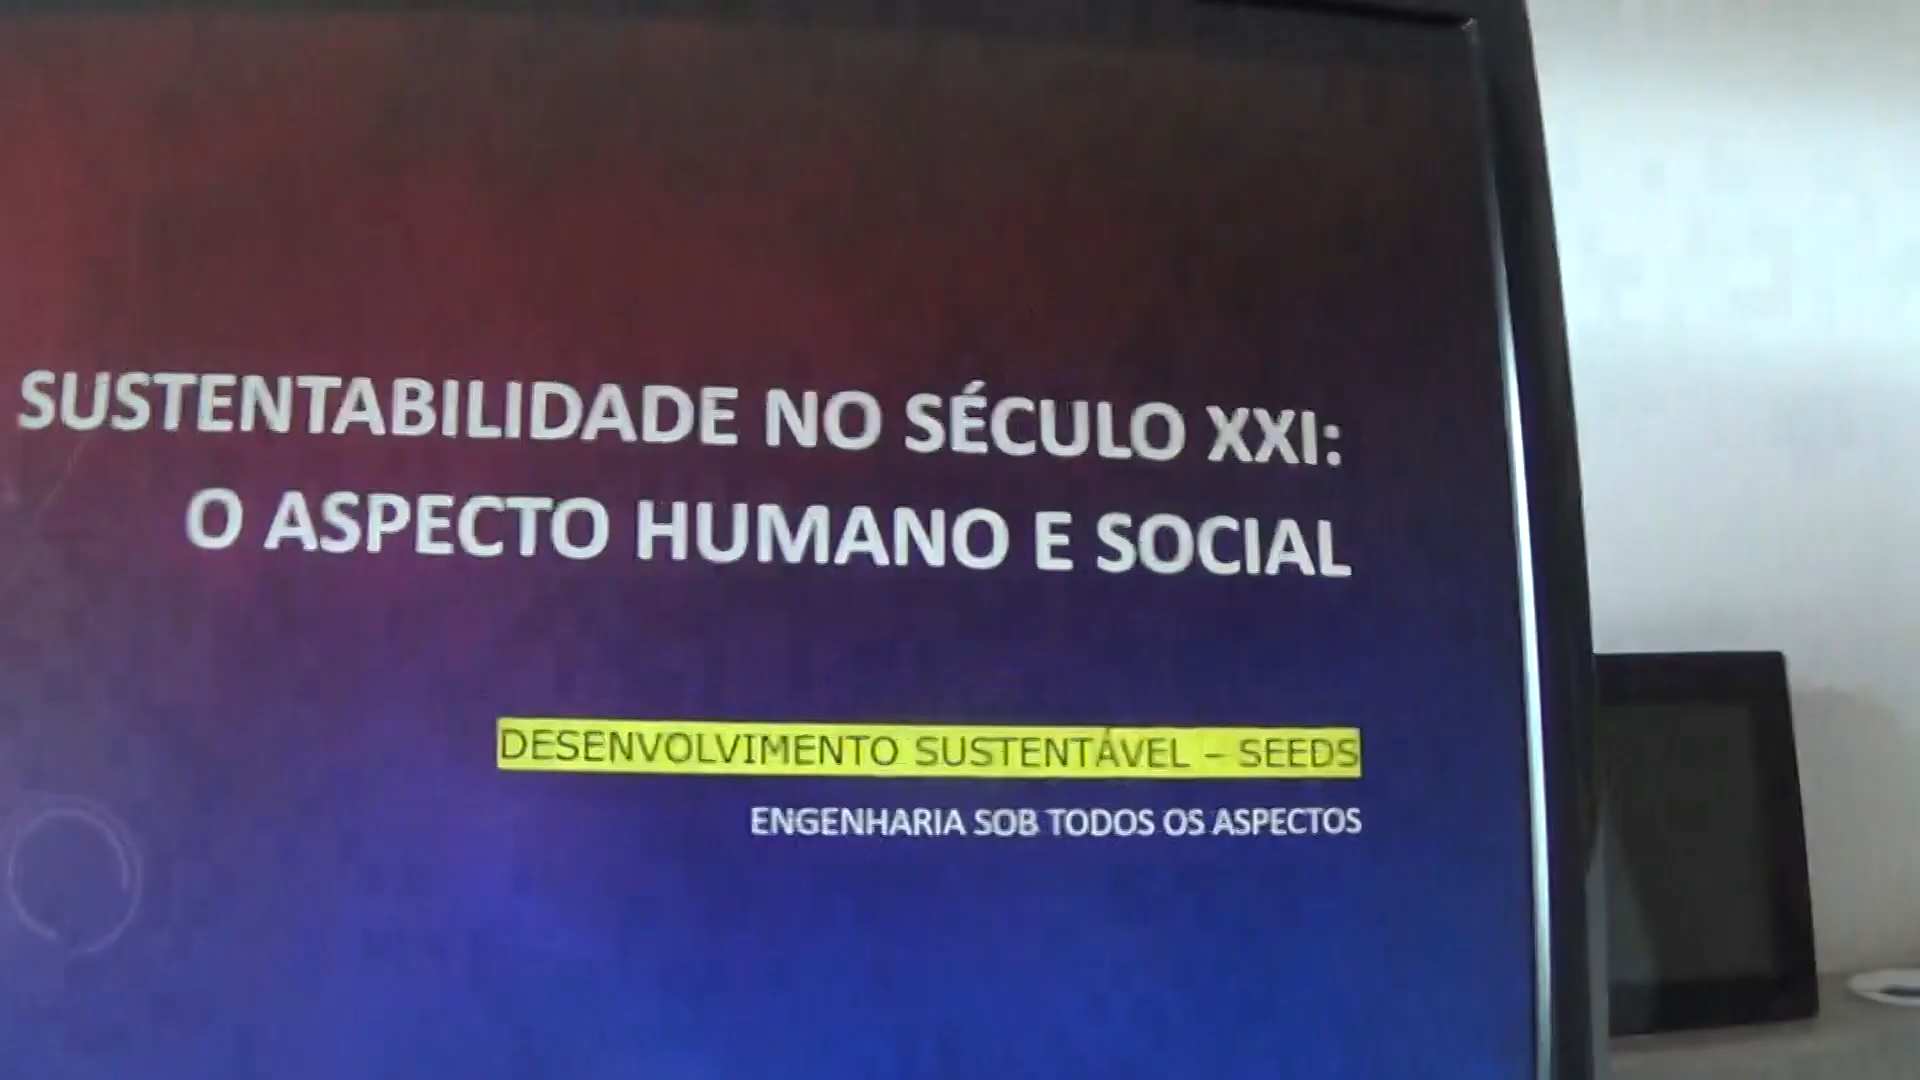 SUSTENTABILIDADE NO SÉCULO XXI:
O ASPECTO HUMANO E SOCIAL
DESENVOLVIMENTO SUSTENTÁVEL – SEEDS
ENGENHARIA SOB TODOS OS ASPECTOS